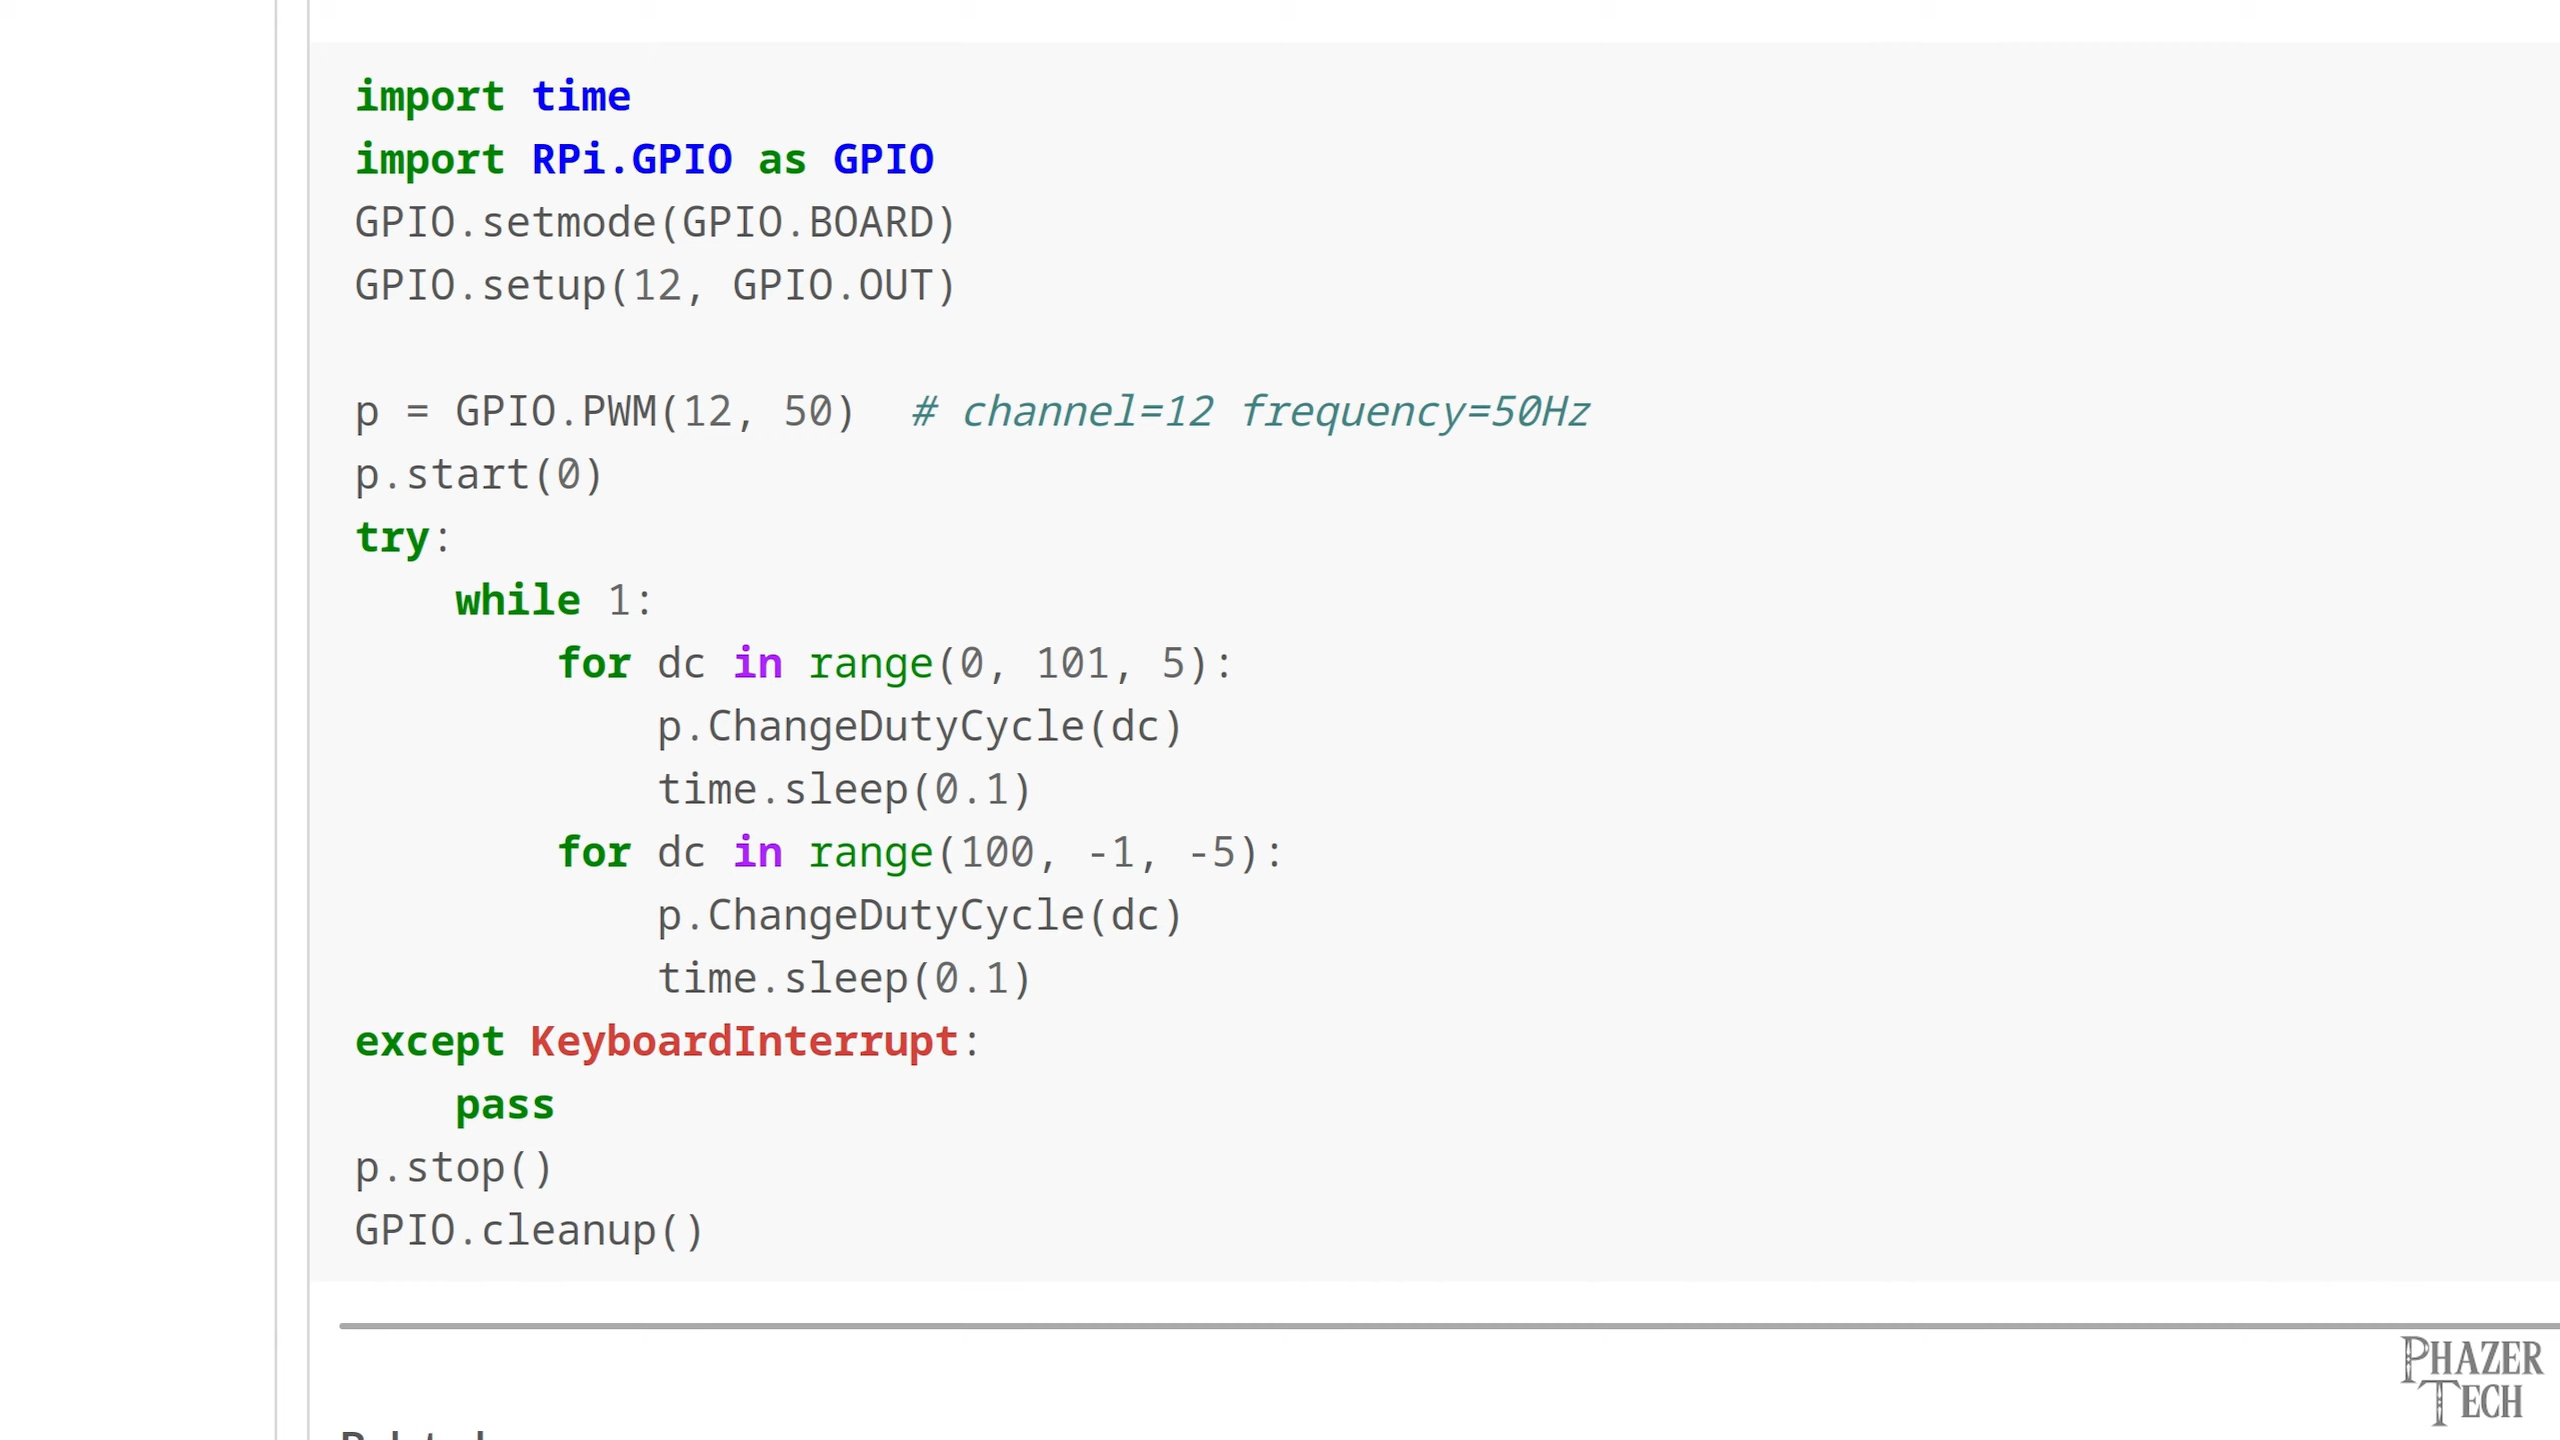 import time
import RPi.GPIO as GPIO
GPIO.setmode(GPIO.BOARD)
GPIO.setup(12, GPIO.OUT)

p = GPIO.PWM(12, 50)  # channel=12 frequency=50Hz
p.start(0)
try:
    while 1:
        for dc in range(0, 101, 5):
            p.ChangeDutyCycle(dc)
            time.sleep(0.1)
        for dc in range(100, -1, -5):
            p.ChangeDutyCycle(dc)
            time.sleep(0.1)
except KeyboardInterrupt:
    pass
p.stop()
GPIO.cleanup()
PHAZER
TECH